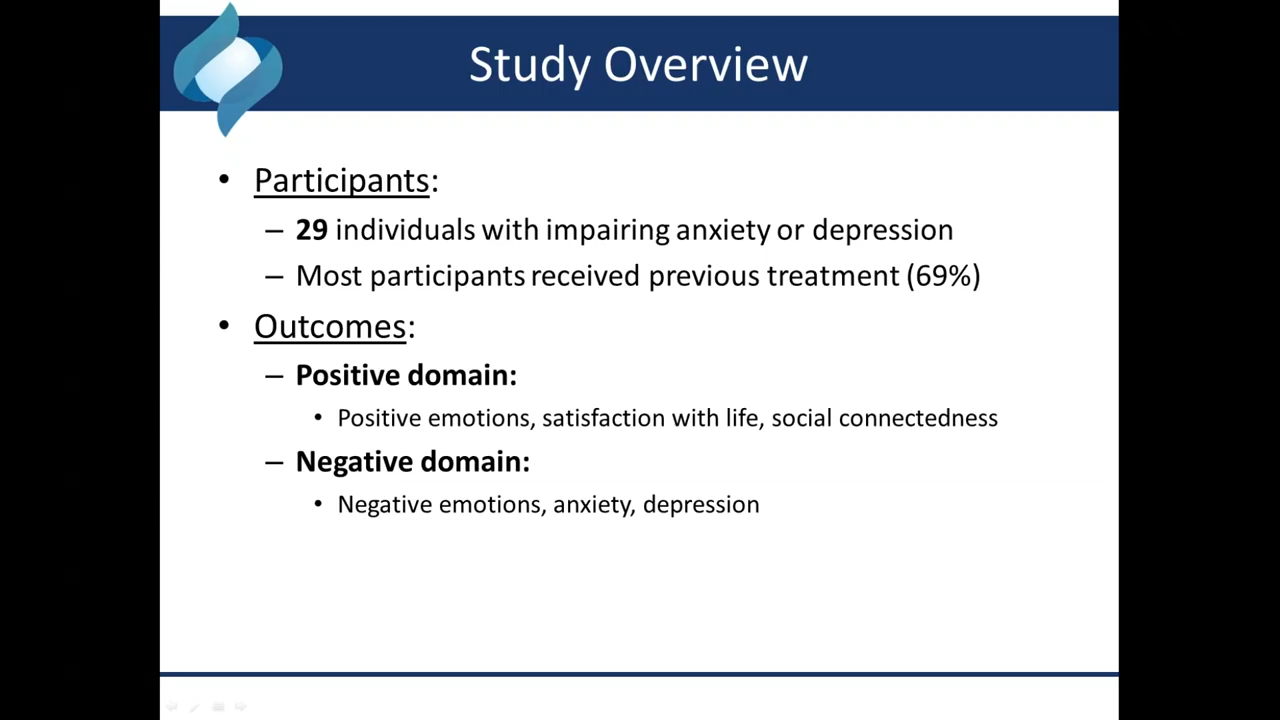 Study Overview
• Participants:
– 29 individuals with impairing anxiety or depression
– Most participants received previous treatment (69%)
• Outcomes:
– Positive domain:
• Positive emotions, satisfaction with life, social connectedness
– Negative domain:
• Negative emotions, anxiety, depression